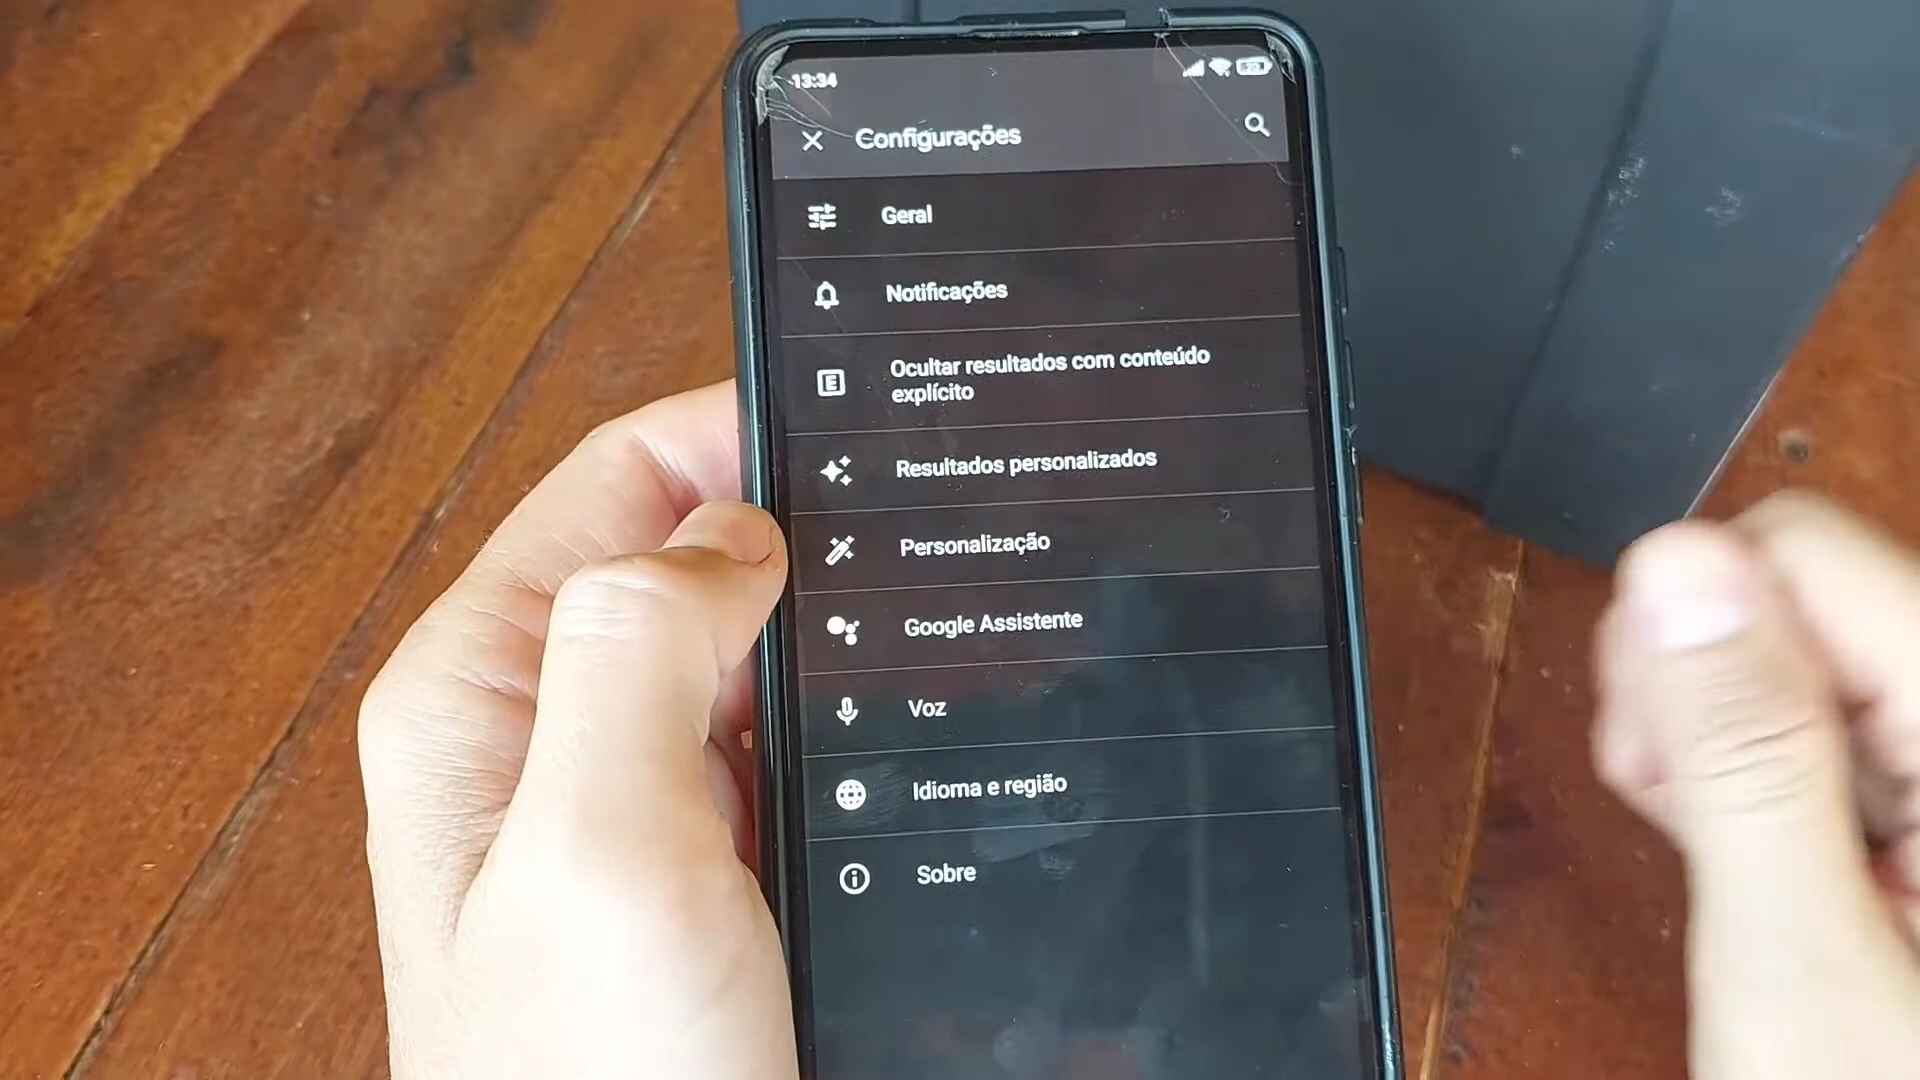 13:34
20
Configurações
Geral
Notificações
Ocultar resultados com conteúdo
explícito
Resultados personalizados
Personalização
Google Assistente
Voz
Idioma e região
Sobre